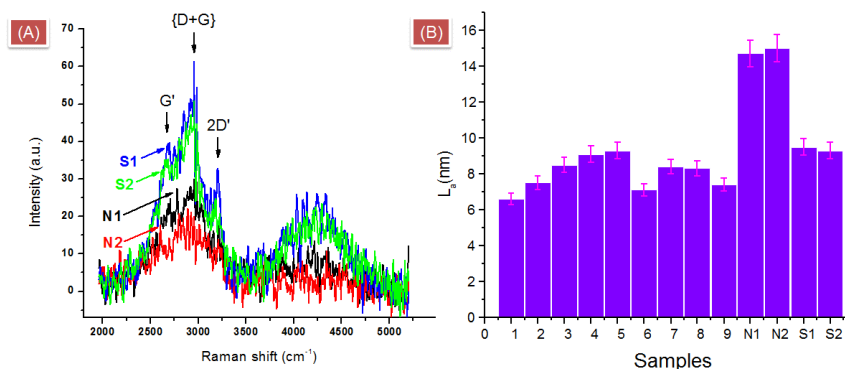 (A)
{D+G}
G'
2D'
S1
S2
N1
N2
Intensity (a.u.)
70
60
50
40
30
20
10
0
2000 2500 3000 3500 4000 4500 5000
Raman shift (cm⁻¹)
(B)
Lₐ(nm)
16
14
12
10
8
6
4
2
0
0 1 2 3 4 5 6 7 8 9 N1 N2 S1 S2
Samples